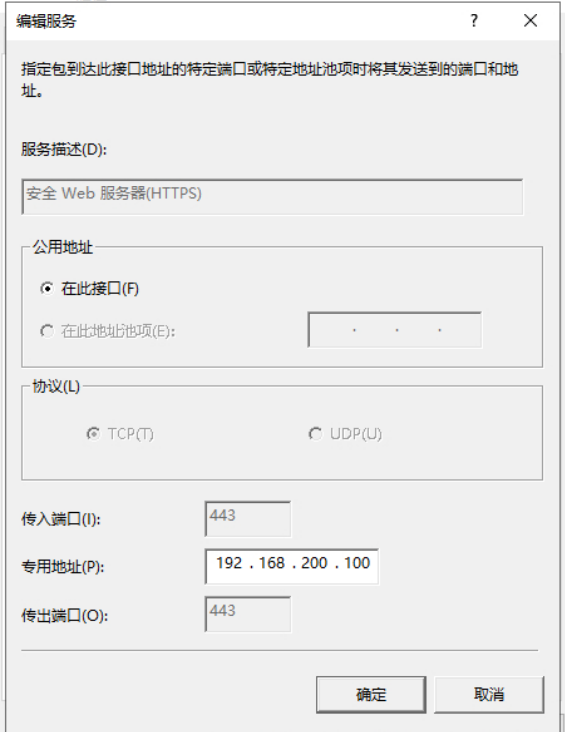 编辑服务 ? ×
指定包到达此接口地址的特定端口或特定地址池项时将其发送到的端口和地
址。
服务描述(D):
安全 Web 服务器(HTTPS)
公用地址
在此接口(F)
在此地址池项(E): . . .
协议(L)
TCP(T) UDP(U)
传入端口(I): 443
专用地址(P): 192 . 168 . 200 . 100
传出端口(O): 443
确定 取消